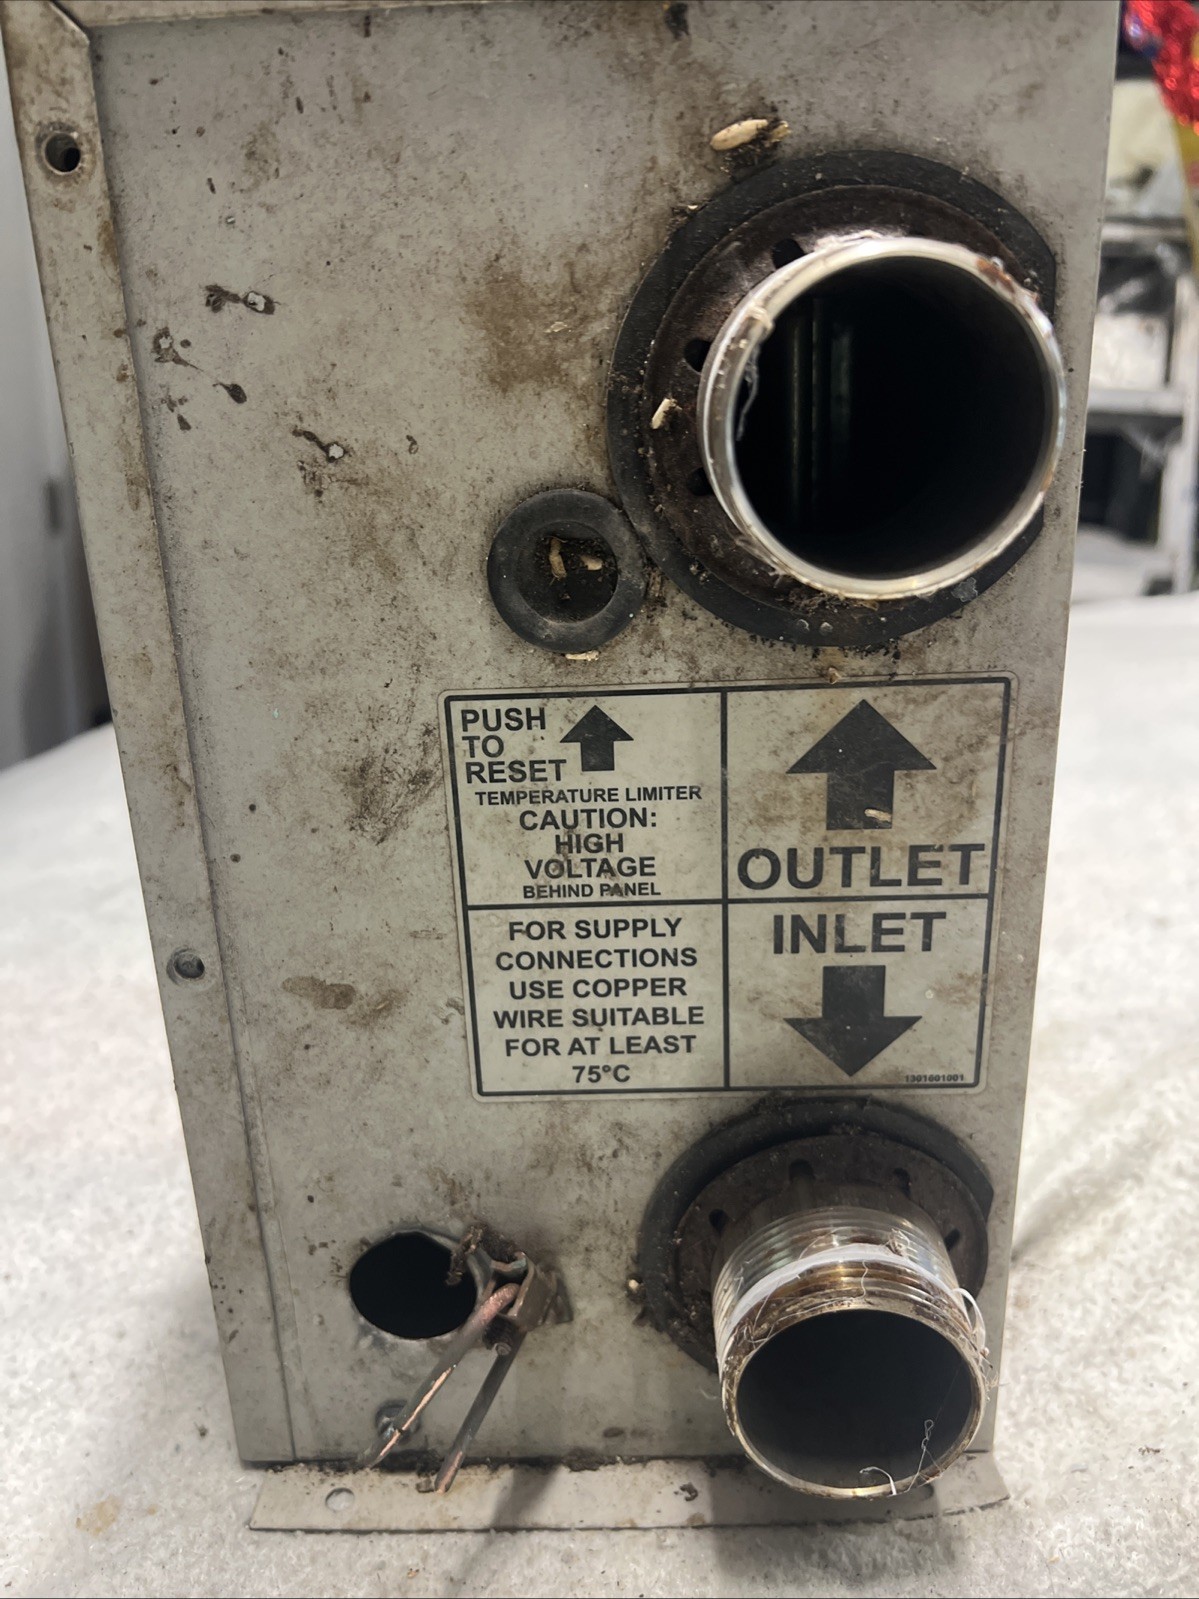 PUSH
TO
RESET
TEMPERATURE LIMITER
CAUTION:
HIGH
VOLTAGE
BEHIND PANEL
OUTLET
FOR SUPPLY
CONNECTIONS
USE COPPER
WIRE SUITABLE
FOR AT LEAST
75°C
INLET
1301601001